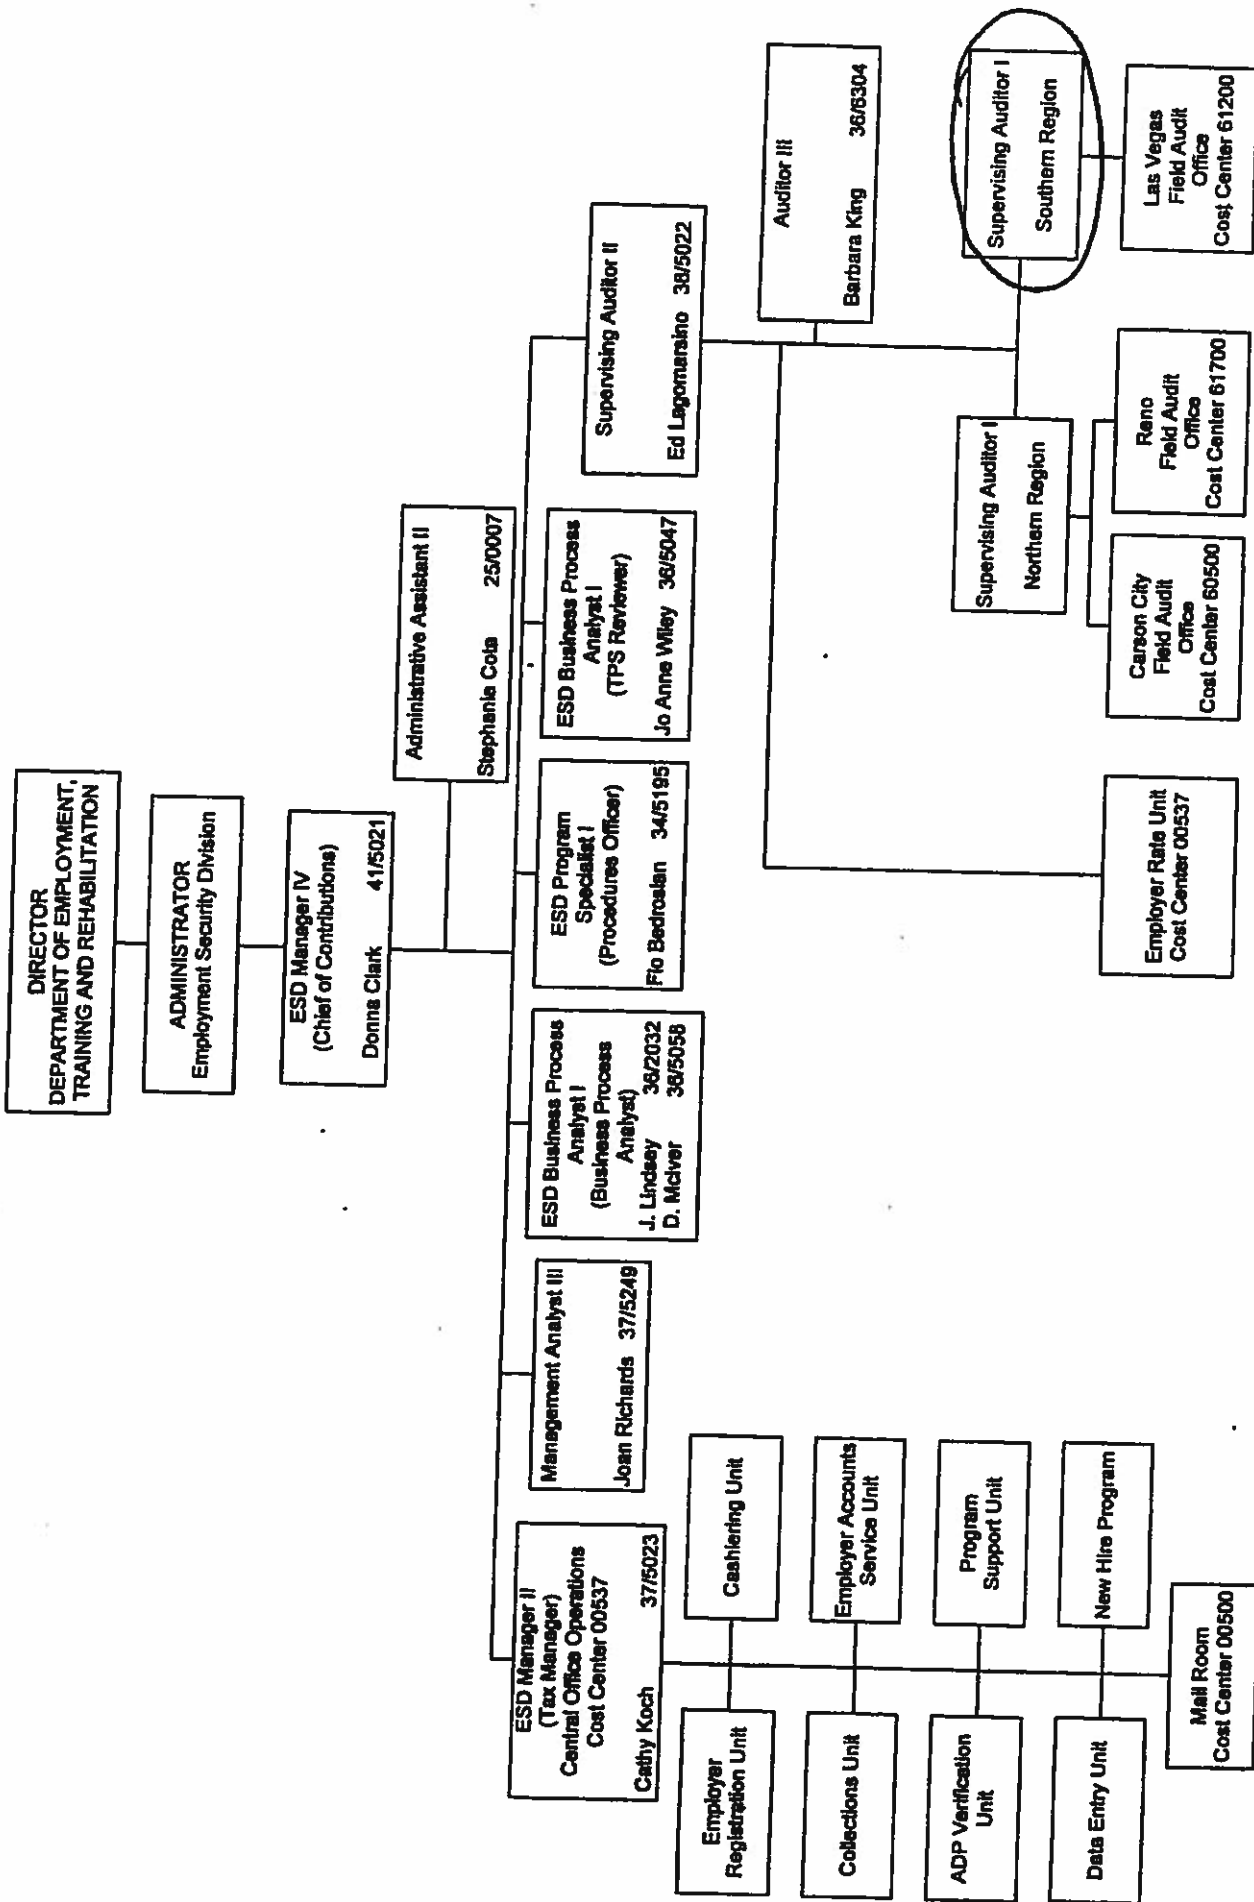 DIRECTOR
DEPARTMENT OF EMPLOYMENT,
TRAINING AND REHABILITATION
ADMINISTRATOR
Employment Security Division
ESD Manager IV
(Chief of Contributions)
Donna Clark 41/5021
Administrative Assistant II
Stephanie Cota 25/0007
ESD Manager II
(Tax Manager)
Central Office Operations
Cost Center 00537
Cathy Koch 37/5023
Management Analyst III
Joan Richards 37/5249
ESD Business Process
Analyst I
(Business Process
Analyst)
J. Lindsey 36/2032
D. McIver 36/5058
ESD Program
Specialist I
(Procedures Officer)
Flo Bedrosian 34/5195
ESD Business Process
Analyst I
(TPS Reviewer)
Jo Anne Wiley 36/5047
Supervising Auditor II
Ed Lagomarsino 38/5022
Auditor III
Barbara King 36/6304
Employer
Registration Unit
Cashiering Unit
Collections Unit
Employer Accounts
Service Unit
ADP Verification
Unit
Program
Support Unit
Data Entry Unit
New Hire Program
Mail Room
Cost Center 00500
Employer Rate Unit
Cost Center 00537
Supervising Auditor I
Northern Region
Supervising Auditor I
Southern Region
Carson City
Field Audit
Office
Cost Center 60500
Reno
Field Audit
Office
Cost Center 61700
Las Vegas
Field Audit
Office
Cost Center 61200